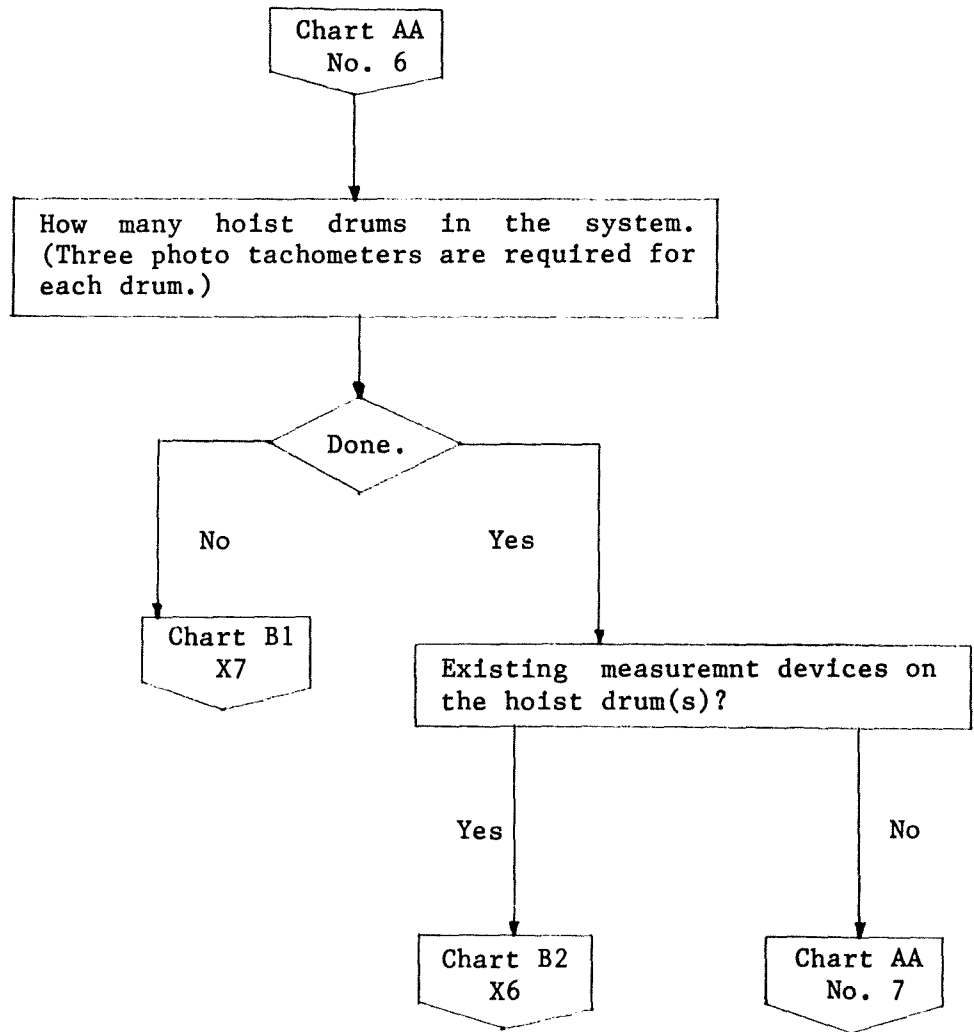 Chart AA
No. 6
How many hoist drums in the system.
(Three photo tachometers are required for
each drum.)
Done.
No
Yes
Chart B1
X7
Existing measuremnt devices on
the hoist drum(s)?
Yes
No
Chart B2
X6
Chart AA
No. 7